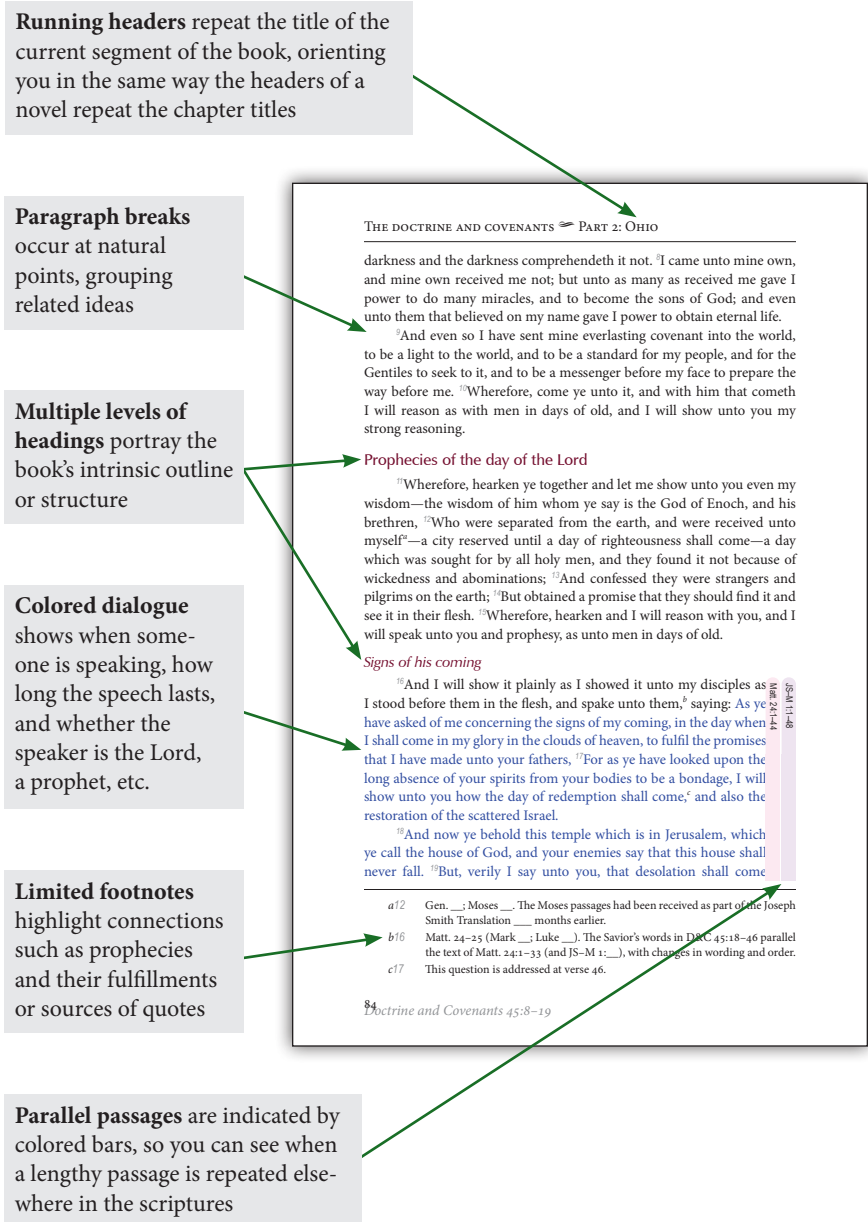 Running headers repeat the title of the
current segment of the book, orienting
you in the same way the headers of a
novel repeat the chapter titles
Paragraph breaks
occur at natural
points, grouping
related ideas
Multiple levels of
headings portray the
book’s intrinsic outline
or structure
Colored dialogue
shows when some-
one is speaking, how
long the speech lasts,
and whether the
speaker is the Lord,
a prophet, etc.
Limited footnotes
highlight connections
such as prophecies
and their fulfillments
or sources of quotes
Parallel passages are indicated by
colored bars, so you can see when
a lengthy passage is repeated else-
where in the scriptures
The doctrine and covenants Part 2: Ohio
darkness and the darkness comprehendeth it not. 8I came unto mine own,
and mine own received me not; but unto as many as received me gave I
power to do many miracles, and to become the sons of God; and even
unto them that believed on my name gave I power to obtain eternal life.
9And even so I have sent mine everlasting covenant into the world,
to be a light to the world, and to be a standard for my people, and for the
Gentiles to seek to it, and to be a messenger before my face to prepare the
way before me. 10Wherefore, come ye unto it, and with him that cometh
I will reason as with men in days of old, and I will show unto you my
strong reasoning.
Prophecies of the day of the Lord
11Wherefore, hearken ye together and let me show unto you even my
wisdom—the wisdom of him whom ye say is the God of Enoch, and his
brethren, 12Who were separated from the earth, and were received unto
myselfa—a city reserved until a day of righteousness shall come—a day
which was sought for by all holy men, and they found it not because of
wickedness and abominations; 13And confessed they were strangers and
pilgrims on the earth; 14But obtained a promise that they should find it and
see it in their flesh. 15Wherefore, hearken and I will reason with you, and I
will speak unto you and prophesy, as unto men in days of old.
Signs of his coming
16And I will show it plainly as I showed it unto my disciples as
I stood before them in the flesh, and spake unto them,b saying: As ye
have asked of me concerning the signs of my coming, in the day when
I shall come in my glory in the clouds of heaven, to fulfil the promises
that I have made unto your fathers, 17For as ye have looked upon the
long absence of your spirits from your bodies to be a bondage, I will
show unto you how the day of redemption shall come,c and also the
restoration of the scattered Israel.
18And now ye behold this temple which is in Jerusalem, which
ye call the house of God, and your enemies say that this house shall
never fall. 19But, verily I say unto you, that desolation shall come
Matt. 24:1–44
JS–M 1:1–48
a12 Gen. __; Moses __. The Moses passages had been received as part of the Joseph
Smith Translation ___ months earlier.
b16 Matt. 24–25 (Mark __; Luke __). The Savior’s words in D&C 45:18–46 parallel
the text of Matt. 24:1–33 (and JS–M 1:__), with changes in wording and order.
c17 This question is addressed at verse 46.
84
Doctrine and Covenants 45:8–19